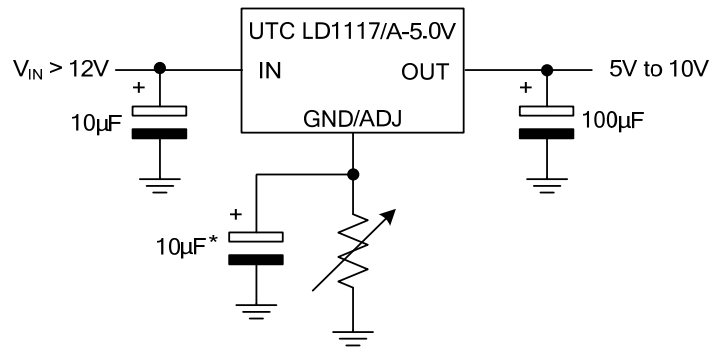 UTC LD1117/A-5.0V
V_IN > 12V
IN
OUT
5V to 10V
+
10μF
GND/ADJ
+
100μF
+
10μF*